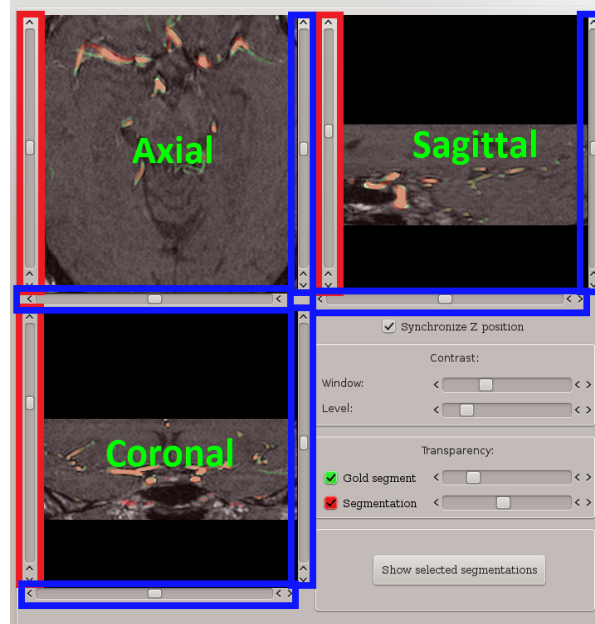 Axial
Sagittal
Coronal
Synchronize Z position
Contrast:
Window:
Level:
Transparency:
Gold segment
Segmentation
Show selected segmentations